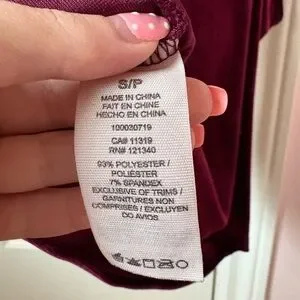 S/P
MADE IN CHINA
FAIT EN CHINE
HECHO EN CHINA
100030719
CA# 11319
RN# 121340
93% POLYESTER /
POLIÉSTER
7% SPANDEX
EXCLUSIVE OF TRIMS /
GARNITURES NON
COMPRISES / EXCLUYEN
DO AVIOS